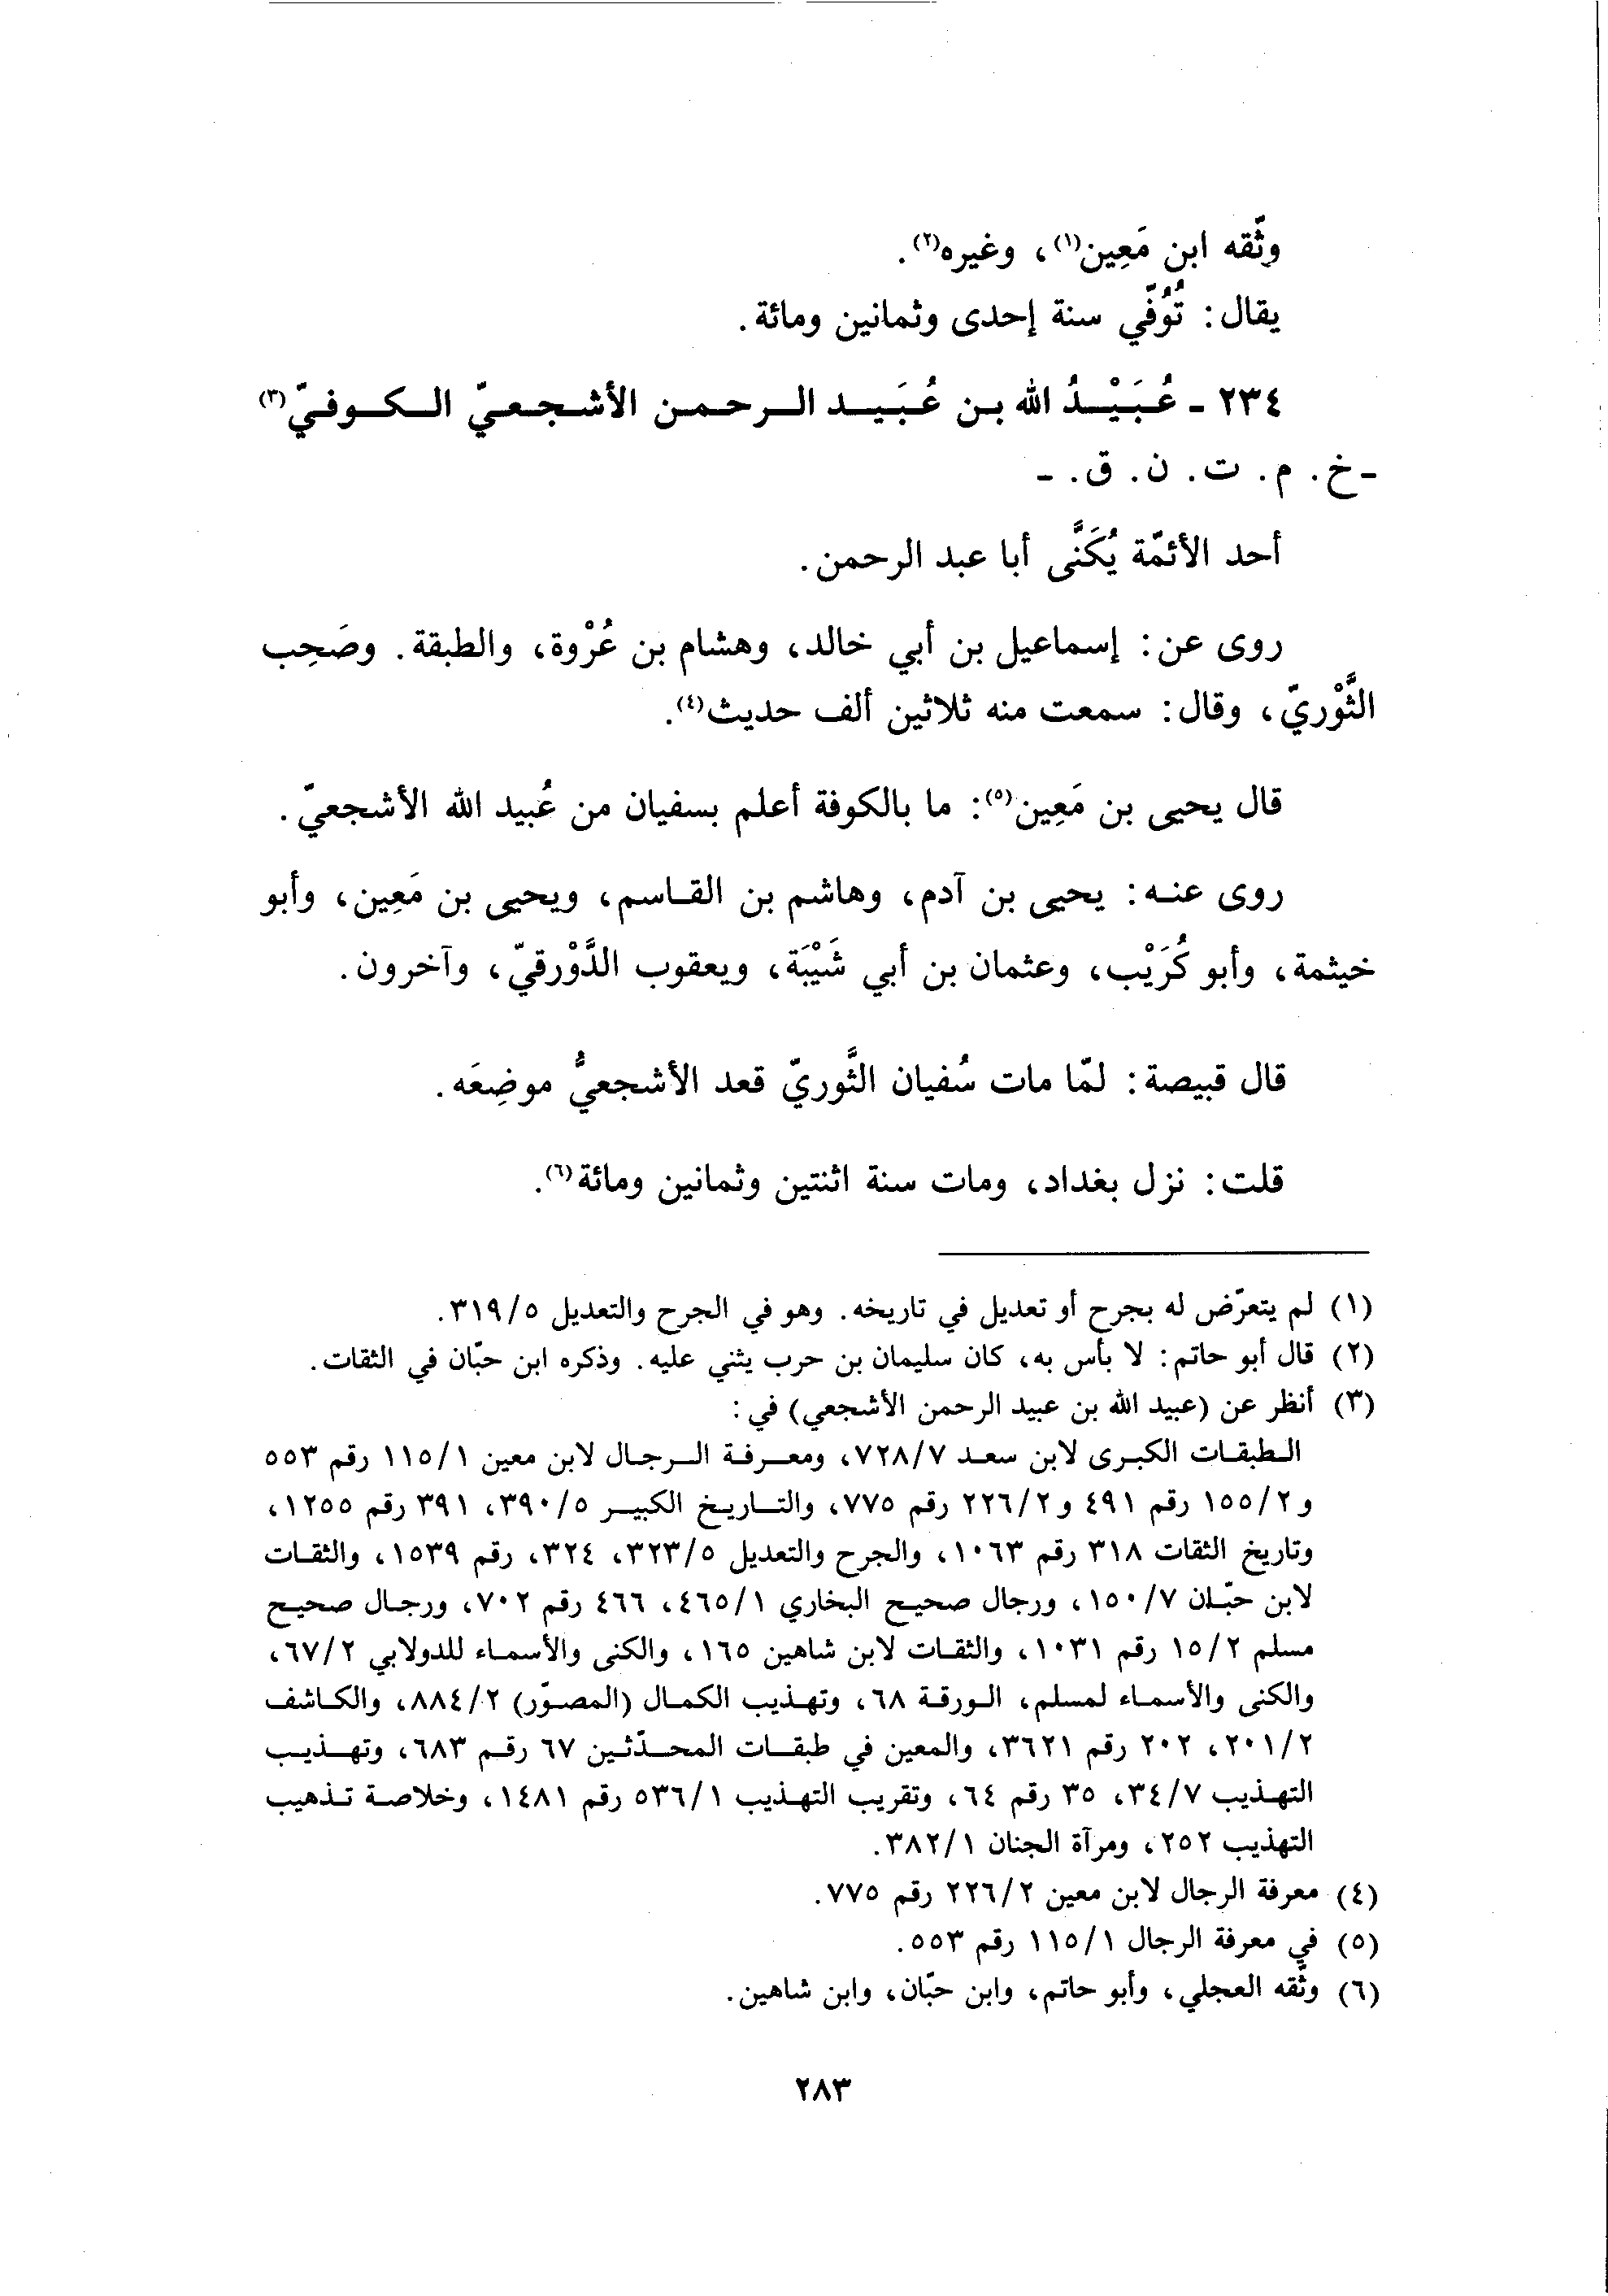 وثّقه ابن مَعِين(١)، وغيره(٢).
يقال: تُوُفّي سنة إحدى وثمانين ومائة.
٢٣٤ - عُبَيْدُ الله بن عُبَيد الرحمن الأشجعيّ الكوفيّ(٣)
- خ. م. ت. ن. ق. -
أحد الأئمّة يُكَنَّى أبا عبد الرحمن.
روى عن: إسماعيل بن أبي خالد، وهشام بن عُرْوة، والطبقة. وصَحِب
الثَّوْريّ، وقال: سمعت منه ثلاثين ألف حديث(٤).
قال يحيى بن مَعِين(٥): ما بالكوفة أعلم بسفيان من عُبيد الله الأشجعيّ.
روى عنه: يحيى بن آدم، وهاشم بن القاسم، ويحيى بن مَعِين، وأبو
خيثمة، وأبو كُرَيْب، وعثمان بن أبي شَيْبَة، ويعقوب الدَّوْرقيّ، وآخرون.
قال قبيصة: لمّا مات سُفيان الثَّوريّ قعد الأشجعيُّ موضِعَه.
قلت: نزل بغداد، ومات سنة اثنتين وثمانين ومائة(٦).
(١) لم يتعرّض له بجرح أو تعديل في تاريخه. وهو في الجرح والتعديل ٣١٩/٥.
(٢) قال أبو حاتم: لا بأس به، كان سليمان بن حرب يثني عليه. وذكره ابن حبّان في الثقات.
(٣) أنظر عن (عبيد الله بن عبيد الرحمن الأشجعي) في:
الطبقات الكبرى لابن سعد ٧٢٨/٧، ومعرفة الرجال لابن معين ١١٥/١ رقم ٥٥٣
و١٥٥/٢ رقم ٤٩١ و٢٢٦/٢ رقم ٧٧٥، والتاريخ الكبير ٣٩٠/٥، ٣٩١ رقم ١٢٥٥،
وتاريخ الثقات ٣١٨ رقم ١٠٦٣، والجرح والتعديل ٣٢٣/٥، ٣٢٤، رقم ١٥٣٩، والثقات
لابن حبّان ١٥٠/٧، ورجال صحيح البخاري ٤٦٥/١، ٤٦٦ رقم ٧٠٢، ورجال صحيح
مسلم ١٥/٢ رقم ١٠٣١، والثقات لابن شاهين ١٦٥، والكنى والأسماء للدولابي ٦٧/٢،
والكنى والأسماء لمسلم، الورقة ٦٨، وتهذيب الكمال (المصوّر) ٨٨٤/٢، والكاشف
٢٠١/٢، ٢٠٢ رقم ٣٦٢١، والمعين في طبقات المحدّثين ٦٧ رقم ٦٨٣، وتهذيب
التهذيب ٣٤/٧، ٣٥ رقم ٦٤، وتقريب التهذيب ٥٣٦/١ رقم ١٤٨١، وخلاصة تذهيب
التهذيب ٢٥٢، ومرآة الجنان ٣٨٢/١.
(٤) معرفة الرجال لابن معين ٢٢٦/٢ رقم ٧٧٥.
(٥) في معرفة الرجال ١١٥/١ رقم ٥٥٣.
(٦) وثّقه العجلي، وأبو حاتم، وابن حبّان، وابن شاهين.
٢٨٣